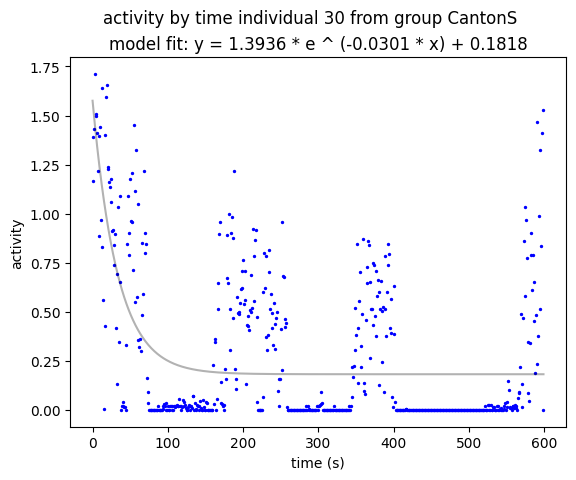 activity by time individual 30 from group CantonS
model fit: y = 1.3936 * e ^ (-0.0301 * x) + 0.1818
1.75
1.50
1.25
1.00
0.75
0.50
0.25
0.00
activity
0 100 200 300 400 500 600
time (s)